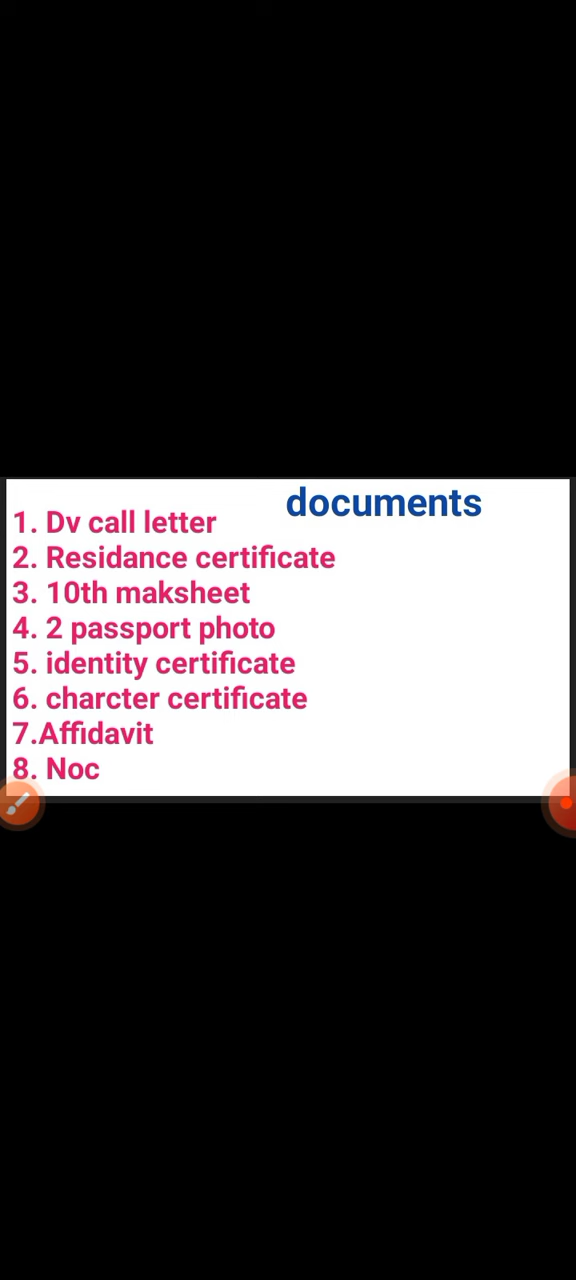 documents
1. Dv call letter
2. Residance certificate
3. 10th maksheet
4. 2 passport photo
5. identity certificate
6. charcter certificate
7.Affidavit
8. Noc